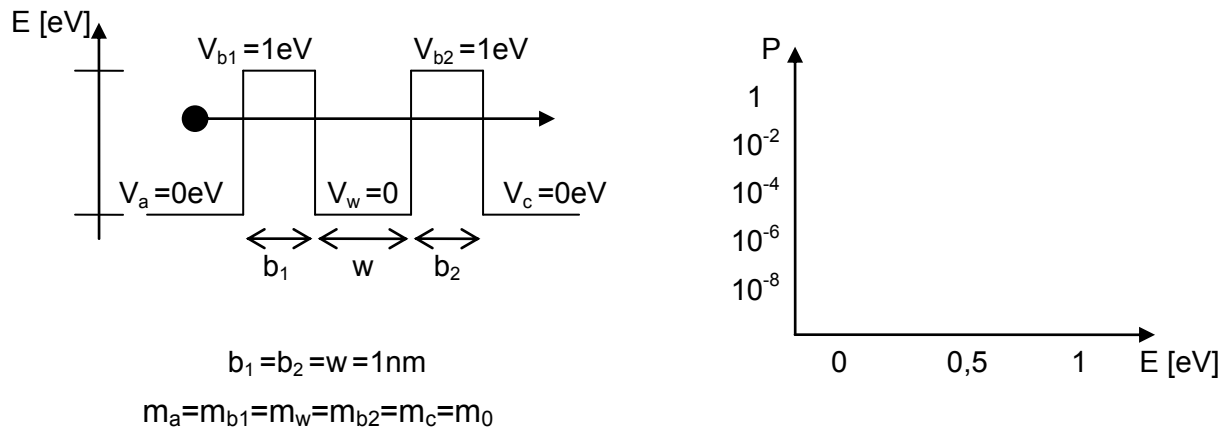 E [eV]
V_b1 =1eV
V_b2 =1eV
V_a =0eV
V_w =0
V_c =0eV
b_1
w
b_2
b_1 =b_2 =w =1nm
m_a=m_b1=m_w=m_b2=m_c=m_0
P
1
10^-2
10^-4
10^-6
10^-8
0 0,5 1 E [eV]